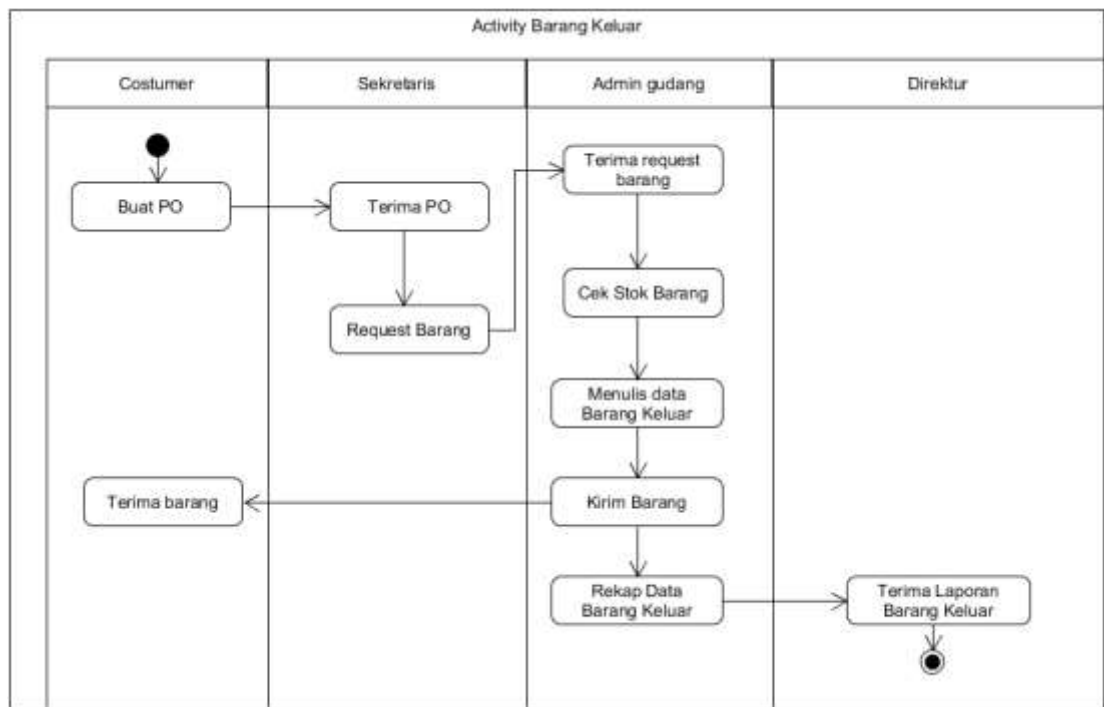 Activity Barang Keluar
Costumer
Sekretaris
Admin gudang
Direktur
Terima request
barang
Buat PO
Terima PO
Cek Stok Barang
Request Barang
Menulis data
Barang Keluar
Terima barang
Kirim Barang
Rekap Data
Barang Keluar
Terima Laporan
Barang Keluar